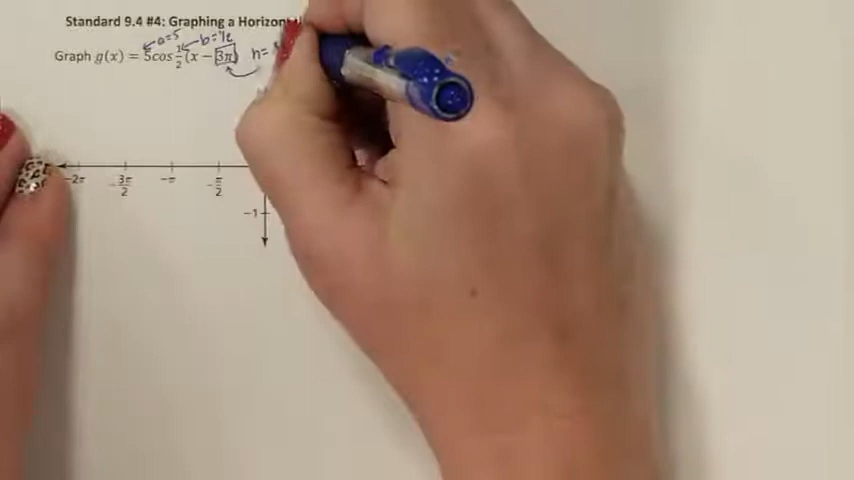 Standard 9.4 #4: Graphing a Horizon
a=5 b=1/2
Graph g(x) = 5cos 1/2 (x − 3π) h=
-2π -3π/2 -π -π/2
-1